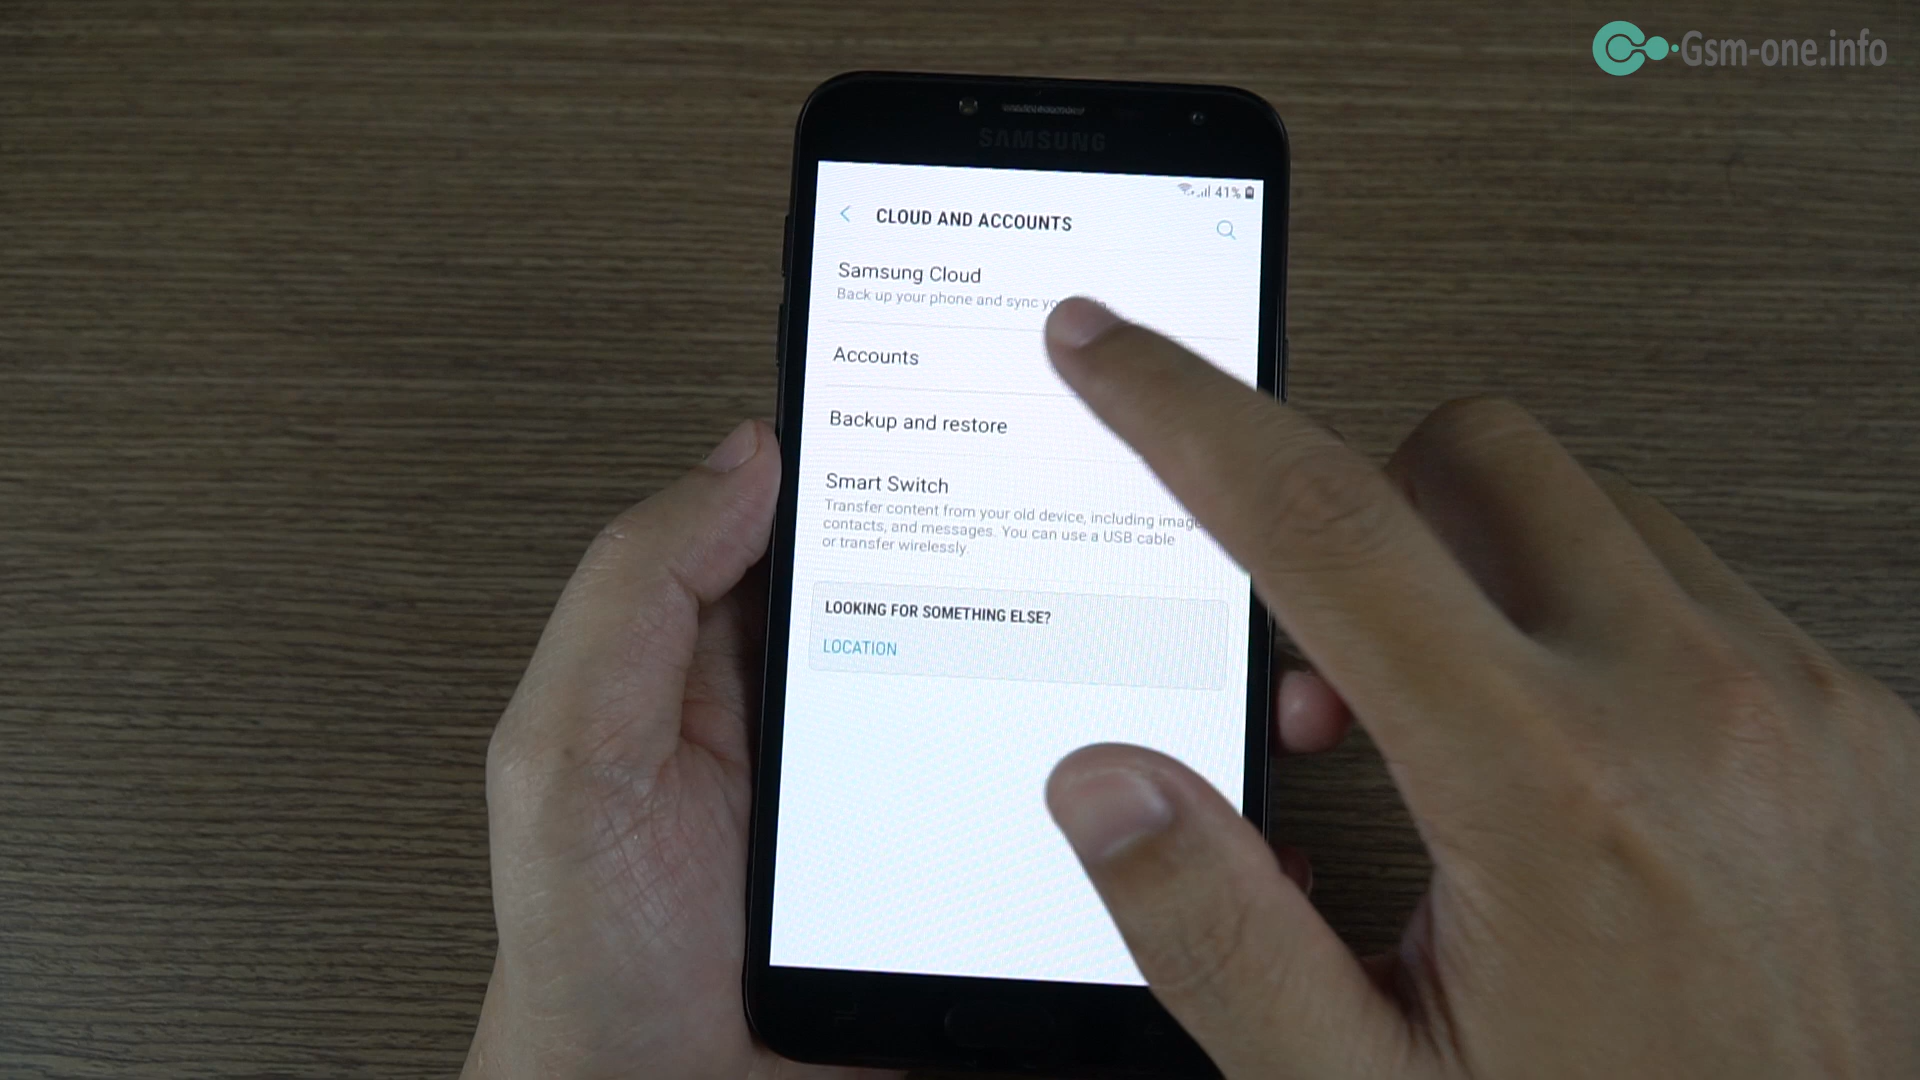 Gsm-one.info
SAMSUNG
41%
CLOUD AND ACCOUNTS
Samsung Cloud
Back up your phone and sync
Accounts
Backup and restore
Smart Switch
Transfer content from your old device, including
contacts, and messages. You can use a USB cable
or transfer wirelessly.
LOOKING FOR SOMETHING ELSE?
LOCATION